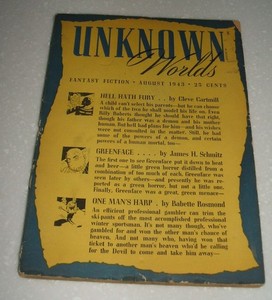 UNKNOWN
Worlds
FANTASY FICTION • AUGUST 1943 • 25 CENTS
HELL HATH FURY . . by Cleve Cartmill
A child can't select his parents—but he can choose
which of the two he shall model his life on. Even
Billy Roberts thought he should have that right,
though his father was a demon and his mother
human. But hell had plans for him—and his wishes
were not consulted in the matter. Still, he had
some of the powers of a demon, and certain
powers of a human mortal, too—
GREENFACE . . . . by James H. Schmitz
The first one to see Greenface put it down to heat
and beer—a little green horror distilled from a
combination of too much of each. Greenface was
seen later by others—and presently to was re-
ported as a green horror, but not a little one.
Finally, Greenface was a great, green menace—
ONE MAN'S HARP . by Babette Rosmond
An efficient professional gambler can trim the
ski-pants off the most accomplished professional
winter sportsman. It's not many, though, who've
gambled for and won the other man's chance of
heaven. And not many who, having won that
ticket to another man's heaven who'd be calling
for the Devil to come and take him away—